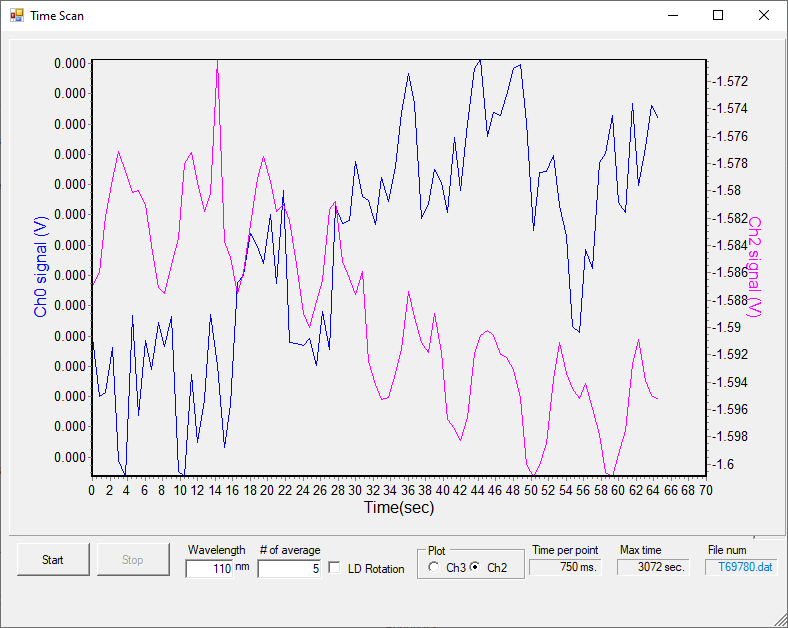 Time Scan
0.000
0.000
0.000
0.000
0.000
0.000
0.000
0.000
0.000
0.000
0.000
0.000
0.000
0.000
Ch0 signal (V)
-1.572
-1.574
-1.576
-1.578
-1.58
-1.582
-1.584
-1.586
-1.588
-1.59
-1.592
-1.594
-1.596
-1.598
-1.6
Ch2 signal (V)
0 2 4 6 8 10 12 14 16 18 20 22 24 26 28 30 32 34 36 38 40 42 44 46 48 50 52 54 56 58 60 62 64 66 68 70
Time(sec)
Start
Stop
Wavelength
110 nm
# of average
5
LD Rotation
Plot
Ch3 Ch2
Time per point
750 ms.
Max time
3072 sec.
File num
T69780.dat